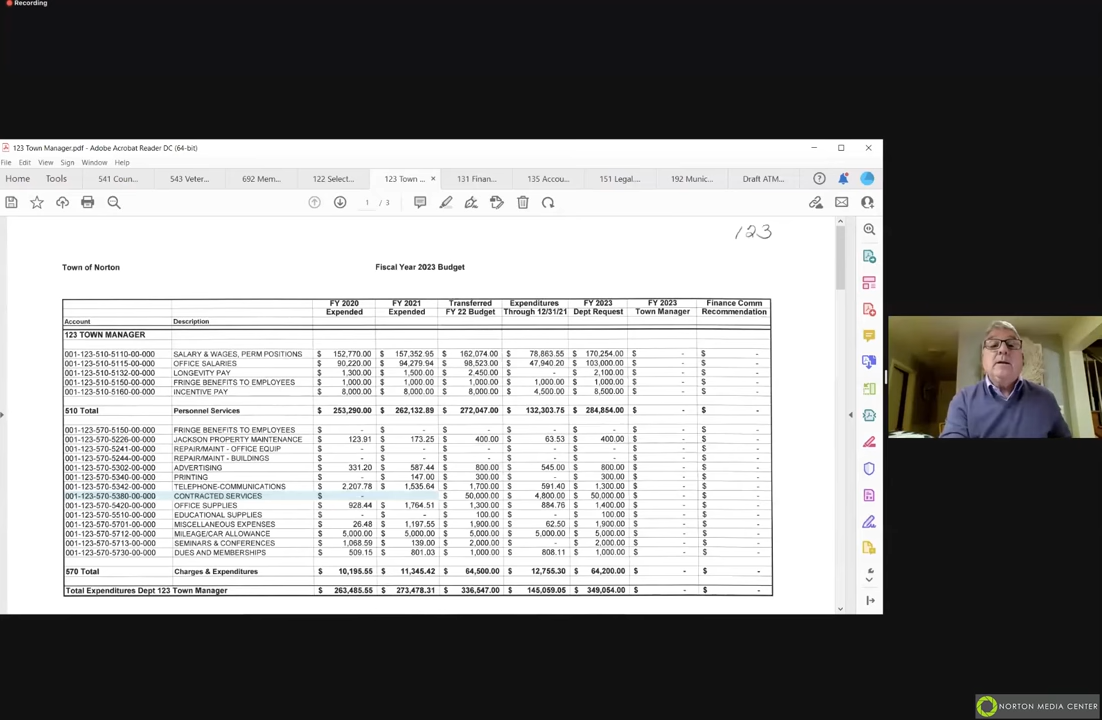 Recording
123 Town Manager.pdf - Adobe Acrobat Reader DC (64-bit)
File Edit View Sign Window Help
Home Tools 541 Coun... 543 Veter... 692 Mem... 122 Select... 123 Town ... × 131 Finan... 135 Accou... 151 Legal.... 192 Munic... Draft ATM...
1 / 3
123
Town of Norton Fiscal Year 2023 Budget
FY 2020 FY 2021 Transferred Expenditures FY 2023 FY 2023 Finance Comm
Expended Expended FY 22 Budget Through 12/31/21 Dept Request Town Manager Recommendation
Account Description
123 TOWN MANAGER
001-123-510-5110-00-000 SALARY & WAGES, PERM POSITIONS $ 152,770.00 $ 157,352.95 $ 162,074.00 $ 78,863.55 $ 170,254.00 $ - $ -
001-123-510-5115-00-000 OFFICE SALARIES $ 90,220.00 $ 94,279.94 $ 98,523.00 $ 47,940.20 $ 103,000.00 $ - $ -
001-123-510-5132-00-000 LONGEVITY PAY $ 1,300.00 $ 1,500.00 $ 2,450.00 $ - $ 2,100.00 $ - $ -
001-123-510-5150-00-000 FRINGE BENEFITS TO EMPLOYEES $ 1,000.00 $ 1,000.00 $ 1,000.00 $ 1,000.00 $ 1,000.00 $ - $ -
001-123-510-5160-00-000 INCENTIVE PAY $ 8,000.00 $ 8,000.00 $ 8,000.00 $ 4,500.00 $ 8,500.00 $ - $ -
510 Total Personnel Services $ 253,290.00 $ 262,132.89 $ 272,047.00 $ 132,303.75 $ 284,854.00 $ - $ -
001-123-570-5150-00-000 FRINGE BENEFITS TO EMPLOYEES $ - $ - $ - $ - $ - $ - $ -
001-123-570-5226-00-000 JACKSON PROPERTY MAINTENANCE $ 123.91 $ 173.25 $ 400.00 $ 63.53 $ 400.00 $ - $ -
001-123-570-5241-00-000 REPAIR/MAINT - OFFICE EQUIP $ - $ - $ - $ - $ - $ - $ -
001-123-570-5244-00-000 REPAIR/MAINT - BUILDINGS $ - $ - $ - $ - $ - $ - $ -
001-123-570-5302-00-000 ADVERTISING $ 331.20 $ 587.44 $ 800.00 $ 545.00 $ 800.00 $ - $ -
001-123-570-5340-00-000 PRINTING $ - $ 147.00 $ 300.00 $ - $ 300.00 $ - $ -
001-123-570-5342-00-000 TELEPHONE-COMMUNICATIONS $ 2,207.78 $ 1,535.64 $ 1,700.00 $ 591.40 $ 1,300.00 $ - $ -
001-123-570-5380-00-000 CONTRACTED SERVICES $ - $ 50,000.00 $ 4,800.00 $ 50,000.00 $ - $ -
001-123-570-5420-00-000 OFFICE SUPPLIES $ 928.44 $ 1,764.51 $ 1,300.00 $ 884.76 $ 1,400.00 $ - $ -
001-123-570-5510-00-000 EDUCATIONAL SUPPLIES $ - $ - $ 100.00 $ - $ 100.00 $ - $ -
001-123-570-5701-00-000 MISCELLANEOUS EXPENSES $ 26.48 $ 1,197.55 $ 1,900.00 $ 62.50 $ 1,900.00 $ - $ -
001-123-570-5712-00-000 MILEAGE/CAR ALLOWANCE $ 5,000.00 $ 5,000.00 $ 5,000.00 $ 5,000.00 $ 5,000.00 $ - $ -
001-123-570-5713-00-000 SEMINARS & CONFERENCES $ 1,068.59 $ 139.00 $ 2,000.00 $ - $ 2,000.00 $ - $ -
001-123-570-5730-00-000 DUES AND MEMBERSHIPS $ 509.15 $ 801.03 $ 1,000.00 $ 808.11 $ 1,000.00 $ - $ -
570 Total Charges & Expenditures $ 10,195.55 $ 11,345.42 $ 64,500.00 $ 12,755.30 $ 64,200.00 $ - $ -
Total Expenditures Dept 123 Town Manager $ 263,485.55 $ 273,478.31 $ 336,547.00 $ 145,059.05 $ 349,054.00 $ - $ -
NORTON MEDIA CENTER